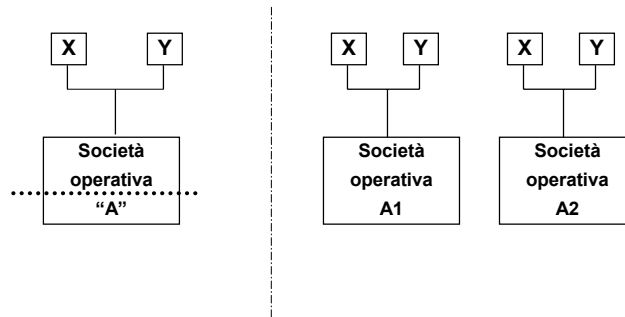 X Y
Società
operativa
“A”
X Y X Y
Società
operativa
A1
Società
operativa
A2